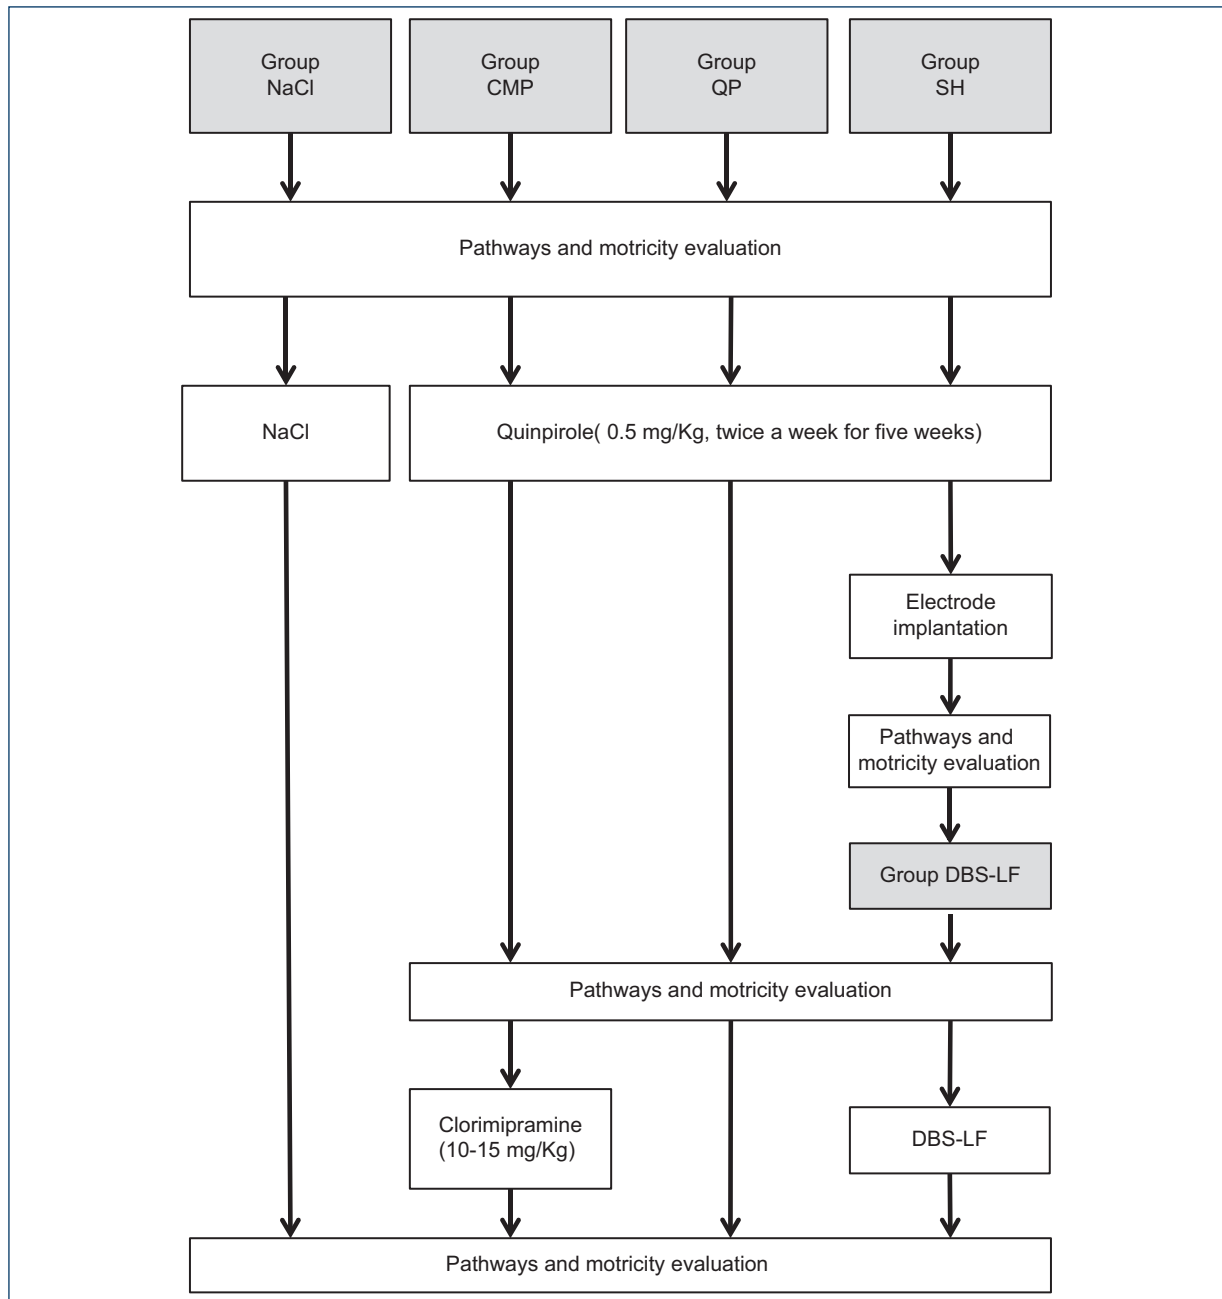 Group
NaCl
Group
CMP
Group
QP
Group
SH
Pathways and motricity evaluation
NaCl
Quinpirole( 0.5 mg/Kg, twice a week for five weeks)
Electrode
implantation
Pathways and
motricity evaluation
Group DBS-LF
Pathways and motricity evaluation
Clorimipramine
(10-15 mg/Kg)
DBS-LF
Pathways and motricity evaluation